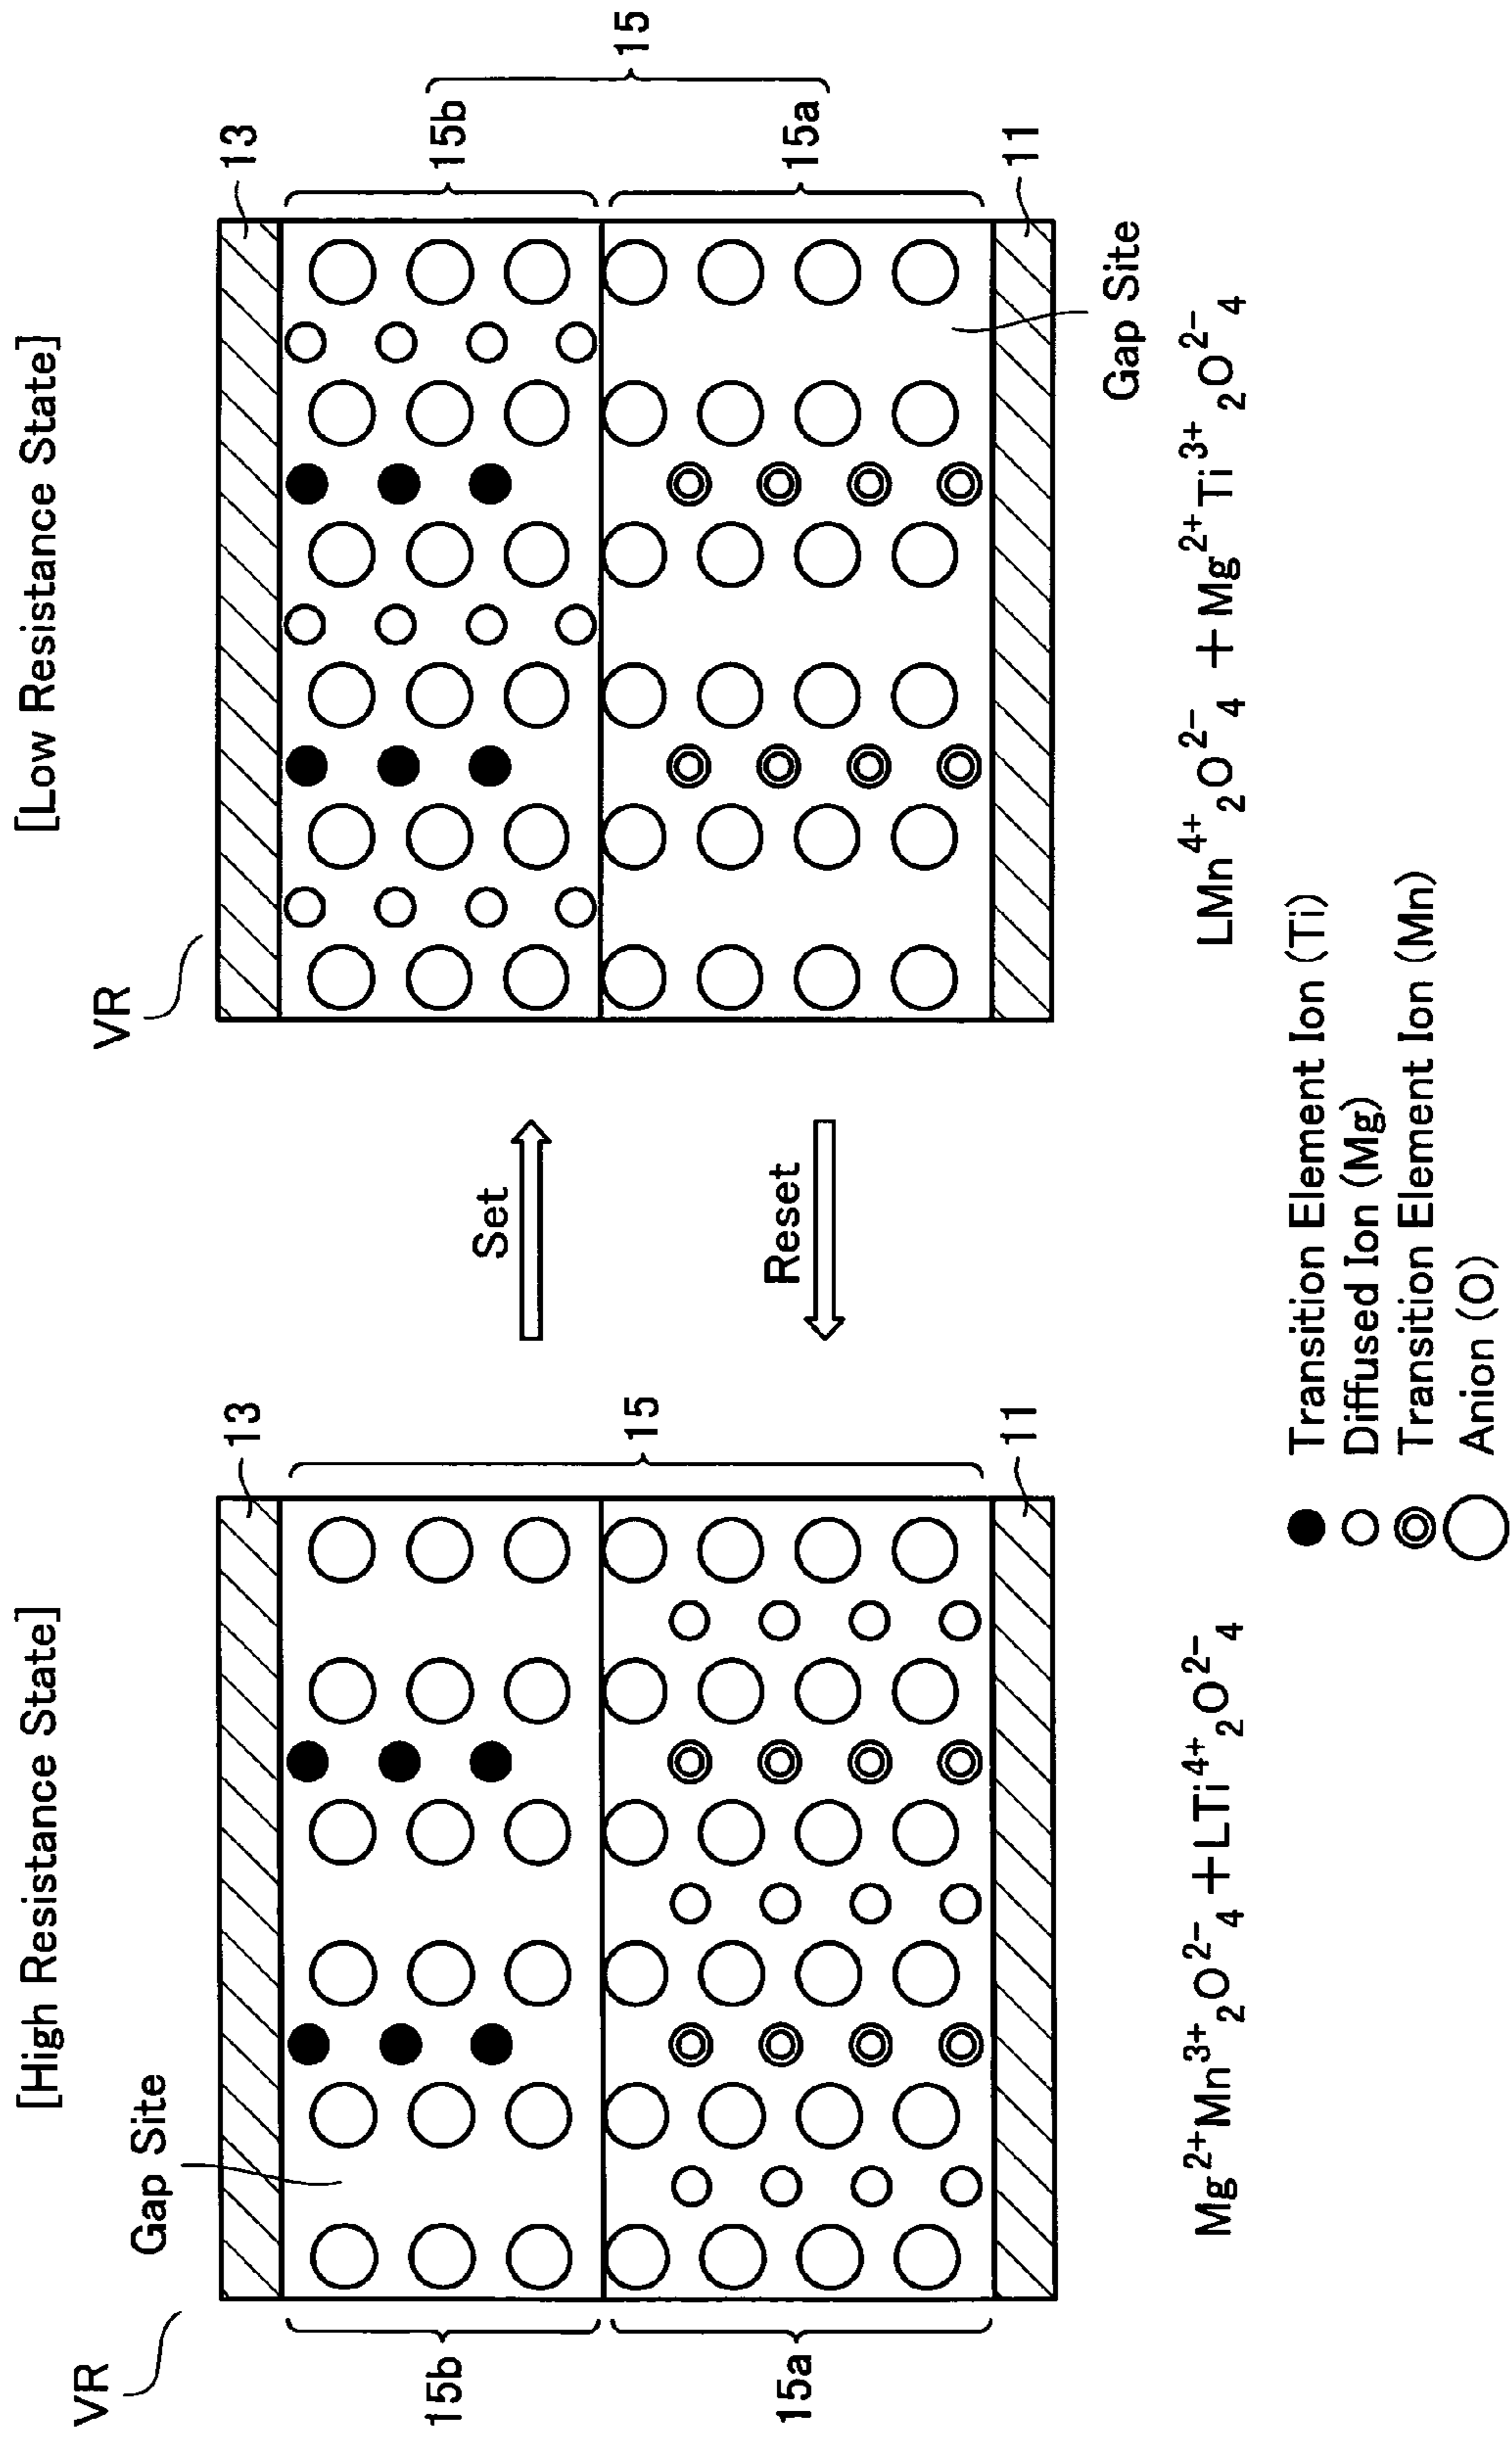 [High Resistance State]
[Low Resistance State]
VR
Gap Site
13
15b
15a
15
11
Set
Reset
VR
13
15b
15a
15
11
Gap Site
Mg2+Mn3+2O2−4+LTi4+2O2−4
LMn4+2O2−4+Mg2+Ti3+2O2−4
Transition Element Ion (Ti)
Diffused Ion (Mg)
Transition Element Ion (Mn)
Anion (O)